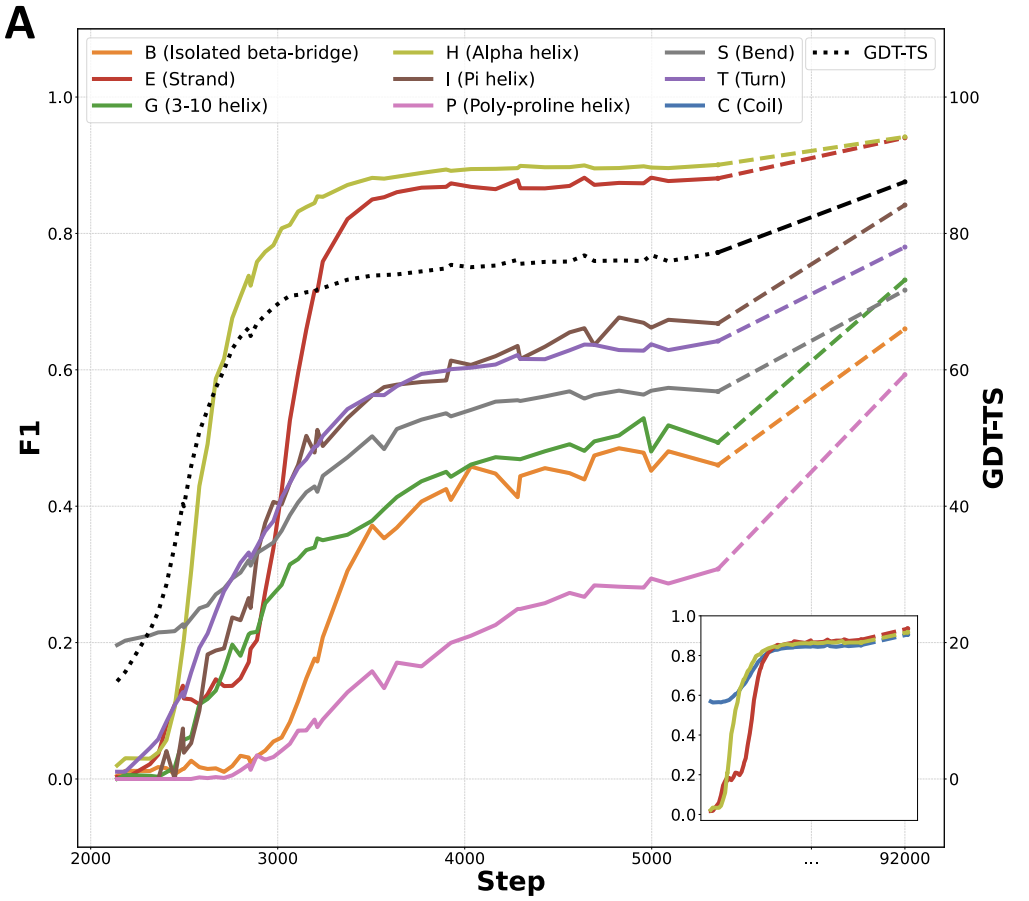 A
B (Isolated beta-bridge)
E (Strand)
G (3-10 helix)
H (Alpha helix)
I (Pi helix)
P (Poly-proline helix)
S (Bend)
T (Turn)
C (Coil)
GDT-TS
1.0
0.8
0.6
0.4
0.2
0.0
F1
100
80
60
40
20
0
GDT-TS
1.0
0.8
0.6
0.4
0.2
0.0
2000
3000
4000
5000
...
92000
Step